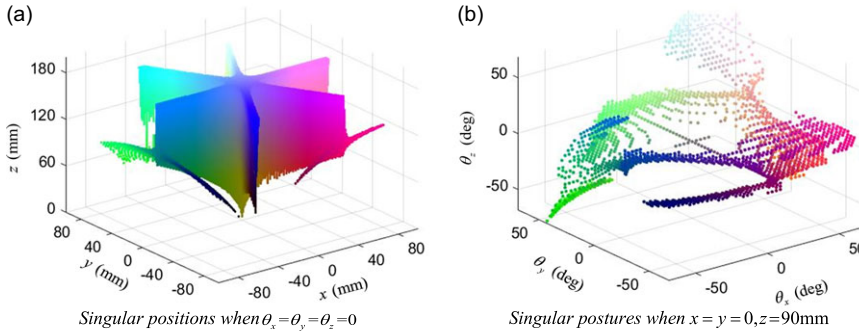 (a)
(b)
z (mm)
180
120
60
0
80
40
0
-40
-80
y (mm)
-80
-40
0
40
80
x (mm)
Singular positions when θx=θy=θz=0
θz (deg)
50
0
-50
50
0
-50
θy (deg)
-50
0
50
θx (deg)
Singular postures when x = y = 0, z=90mm